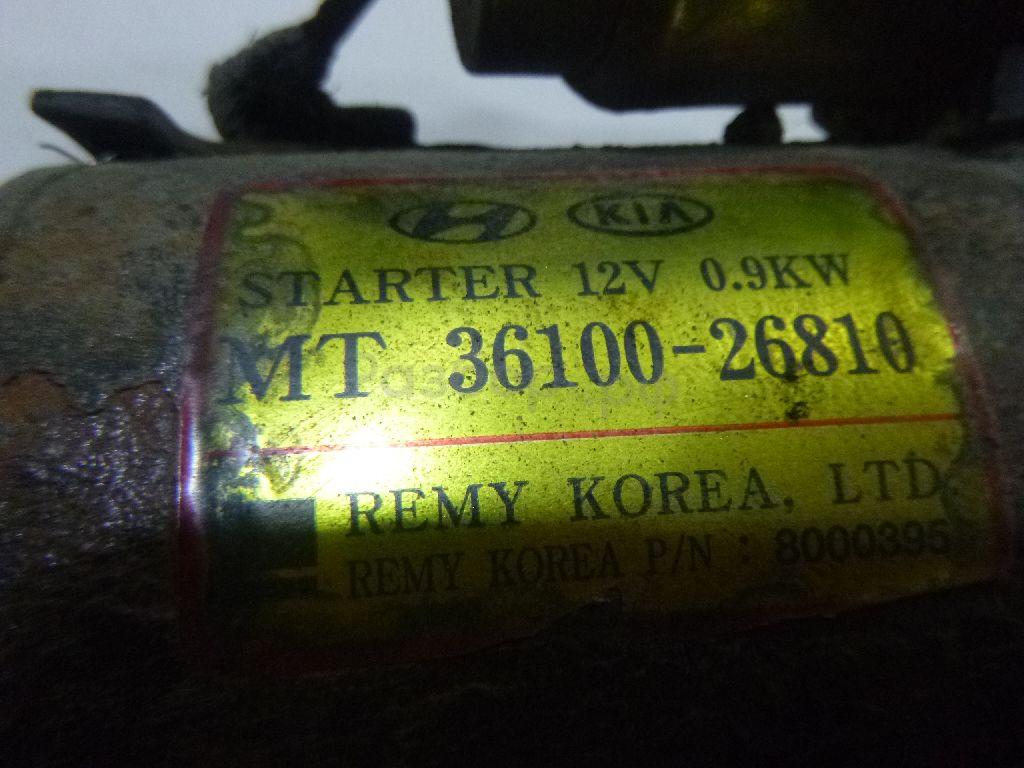 KIA
STARTER 12V 0.9KW
MT 36100-26810
REMY KOREA, LTD.
REMY KOREA P/N : 8000395